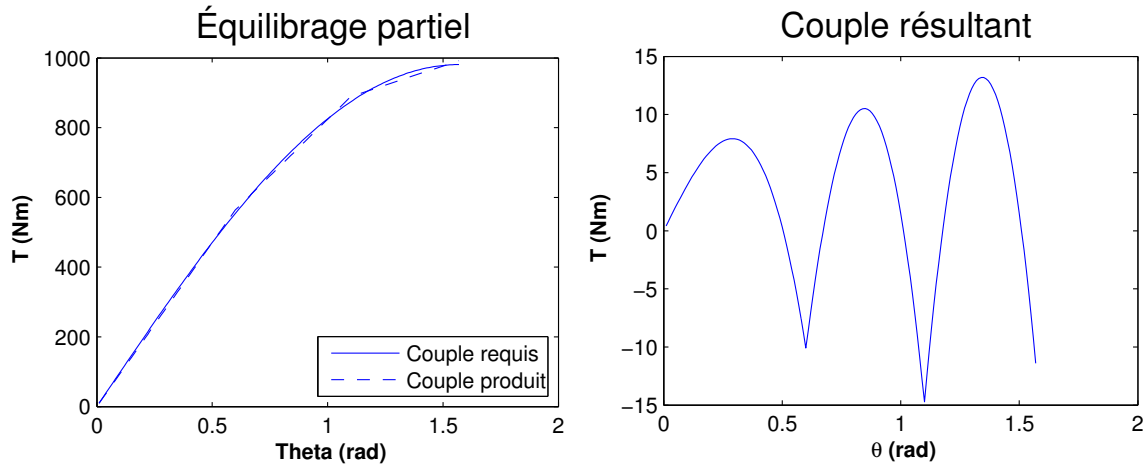 Équilibrage partiel
1000
800
600
400
200
0
T (Nm)
0
0.5
1
1.5
2
Theta (rad)
Couple requis
Couple produit
Couple résultant
15
10
5
0
−5
−10
−15
T (Nm)
0
0.5
1
1.5
2
θ (rad)